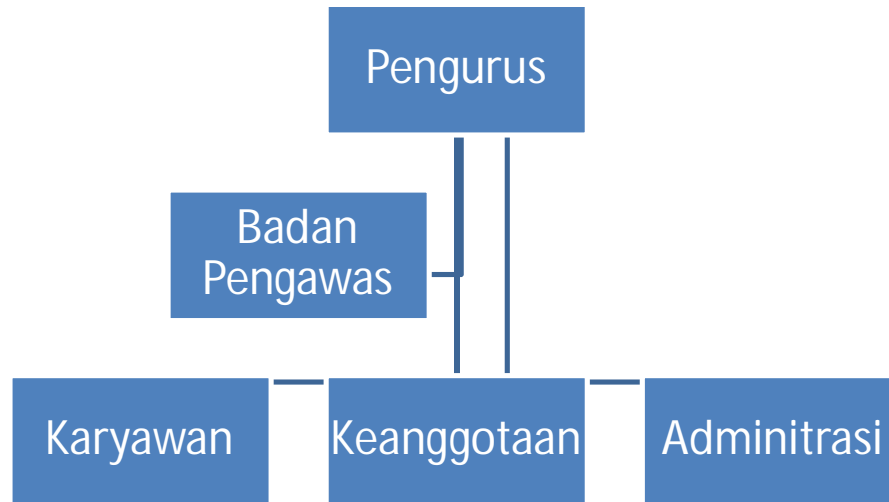 Pengurus
Badan
Pengawas
Karyawan
Keanggotaan
Adminitrasi